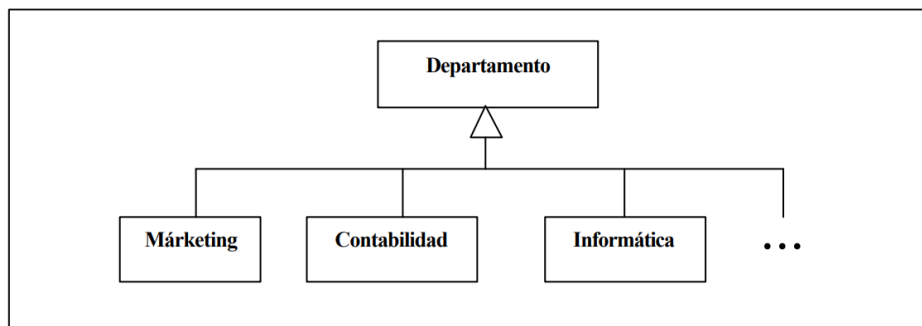 Departamento
Márketing
Contabilidad
Informática
...